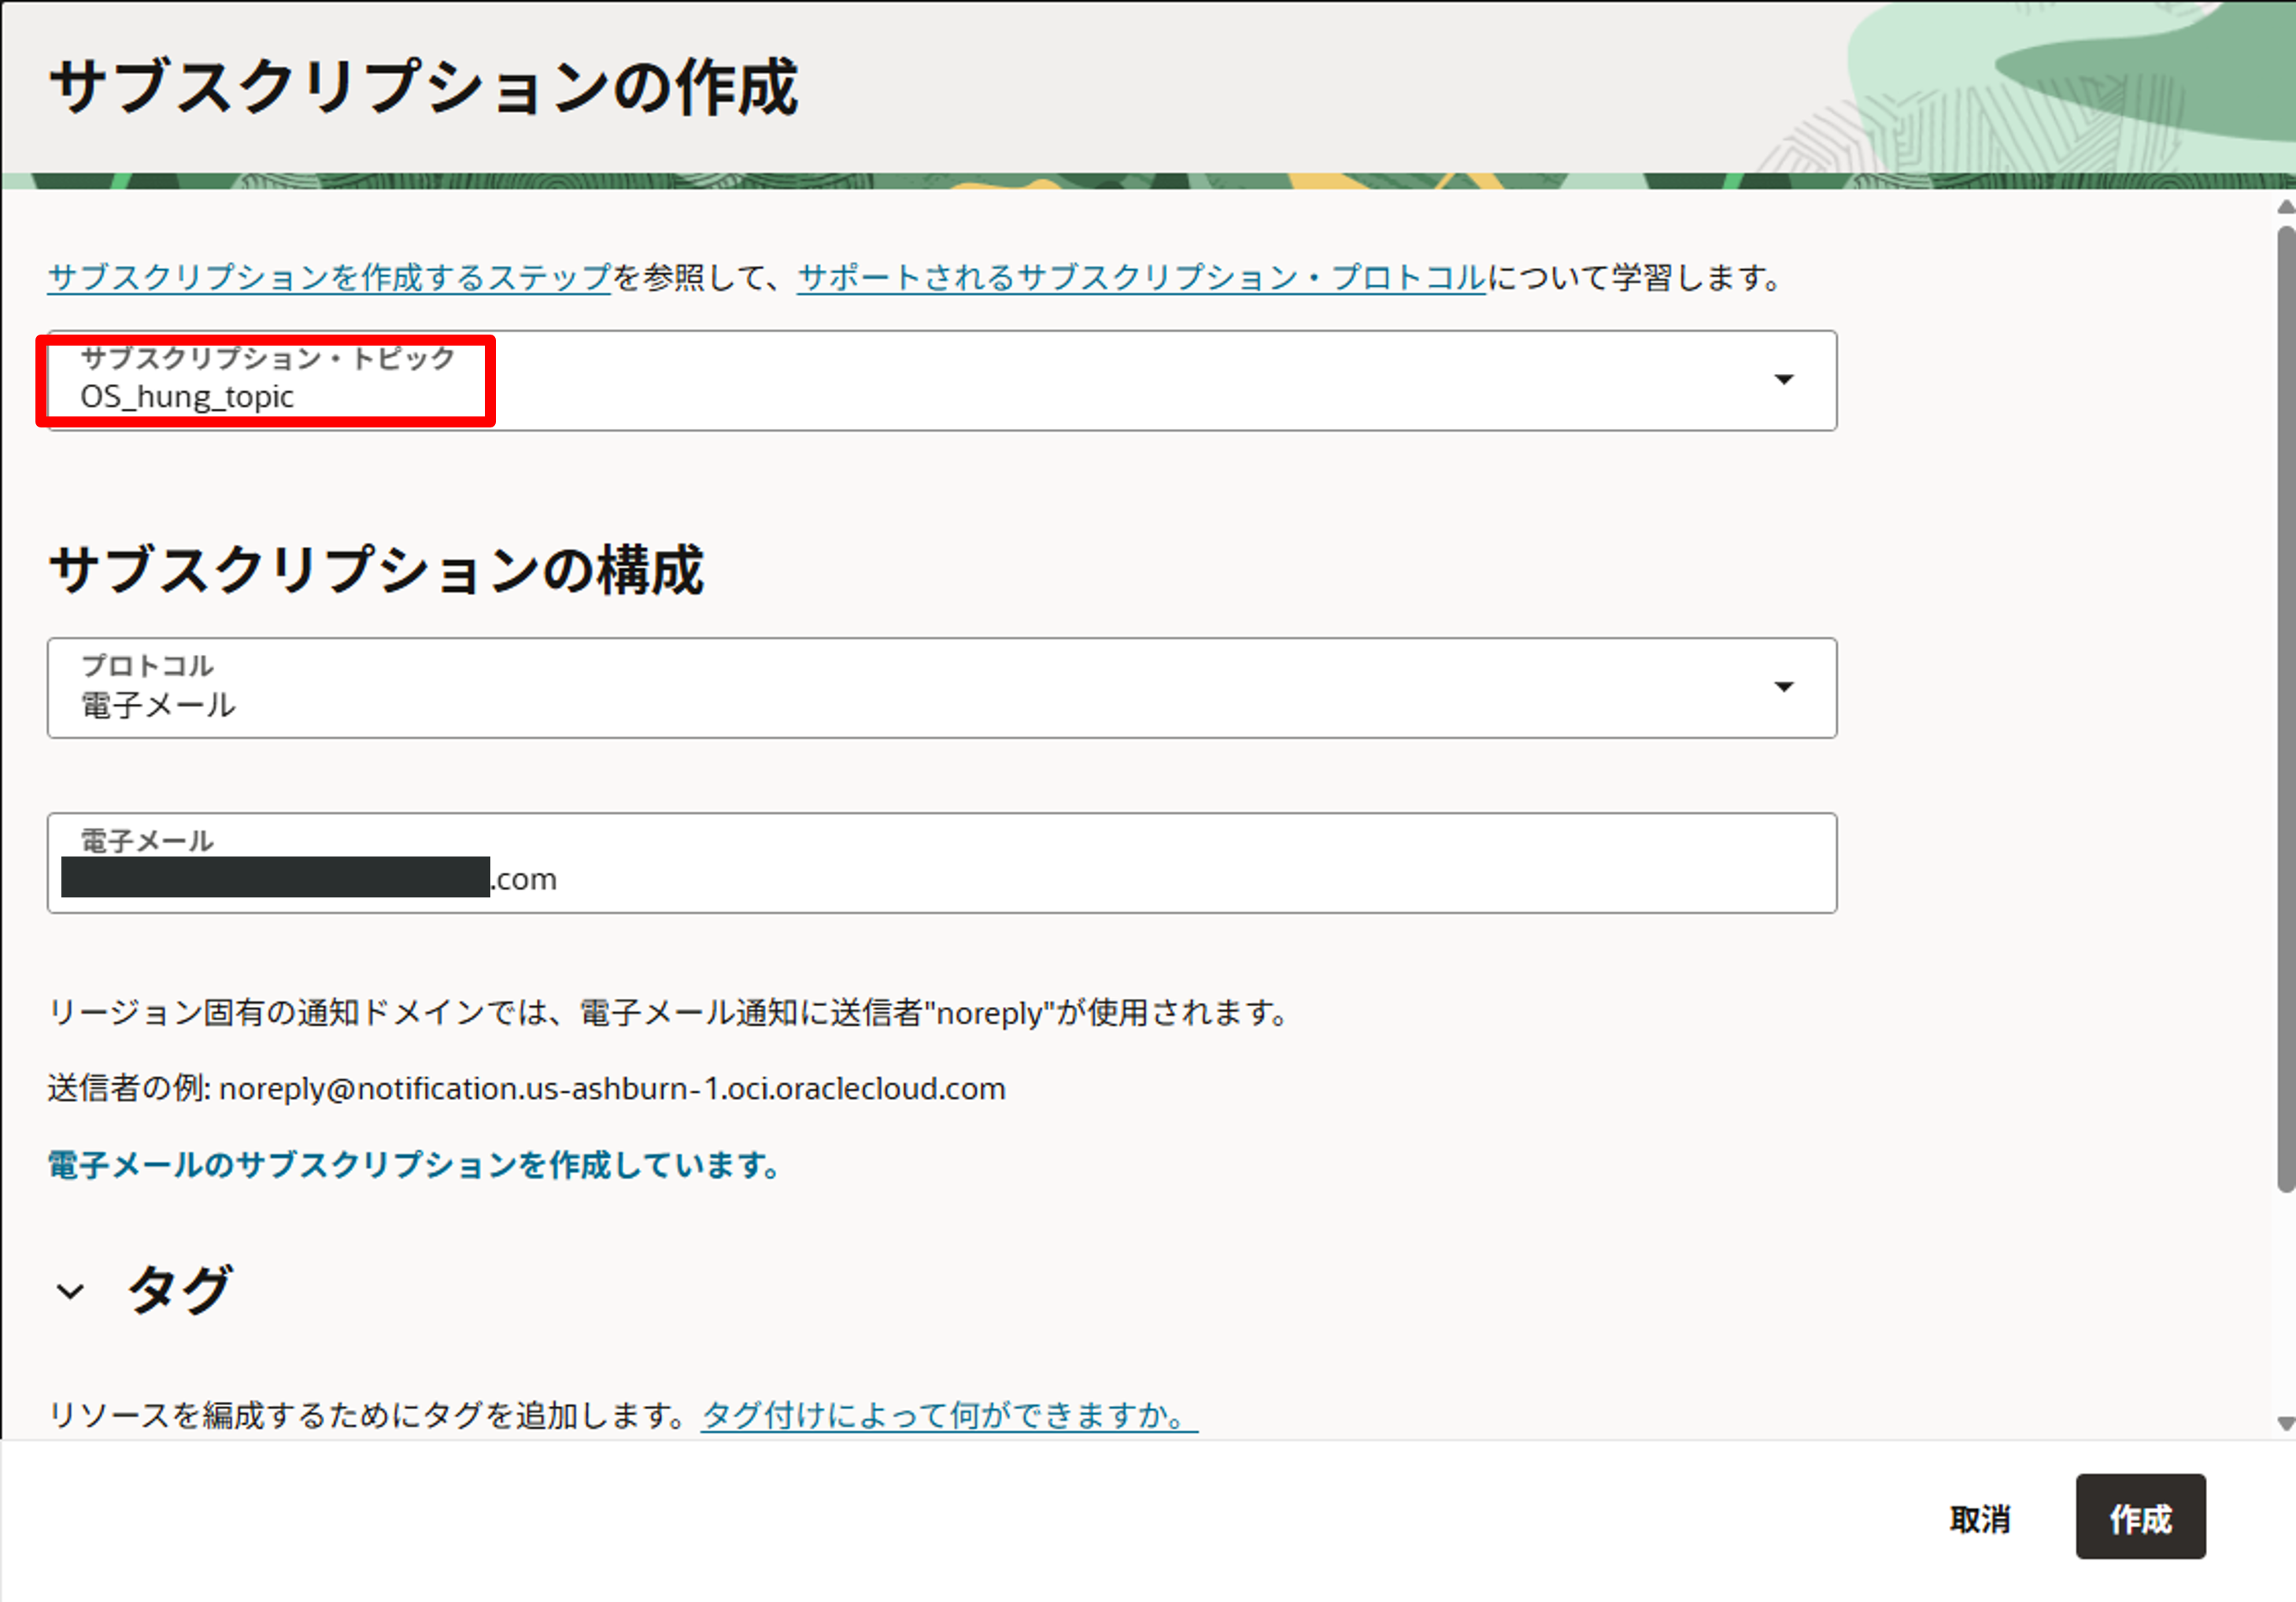 サブスクリプションの作成
サブスクリプションを作成するステップを参照して、サポートされるサブスクリプション・プロトコルについて学習します。
サブスクリプション・トピック
OS_hung_topic
サブスクリプションの構成
プロトコル
電子メール
電子メール
.com
リージョン固有の通知ドメインでは、電子メール通知に送信者"noreply"が使用されます。
送信者の例: noreply@notification.us-ashburn-1.oci.oraclecloud.com
電子メールのサブスクリプションを作成しています。
タグ
リソースを編成するためにタグを追加します。タグ付けによって何ができますか。
取消
作成